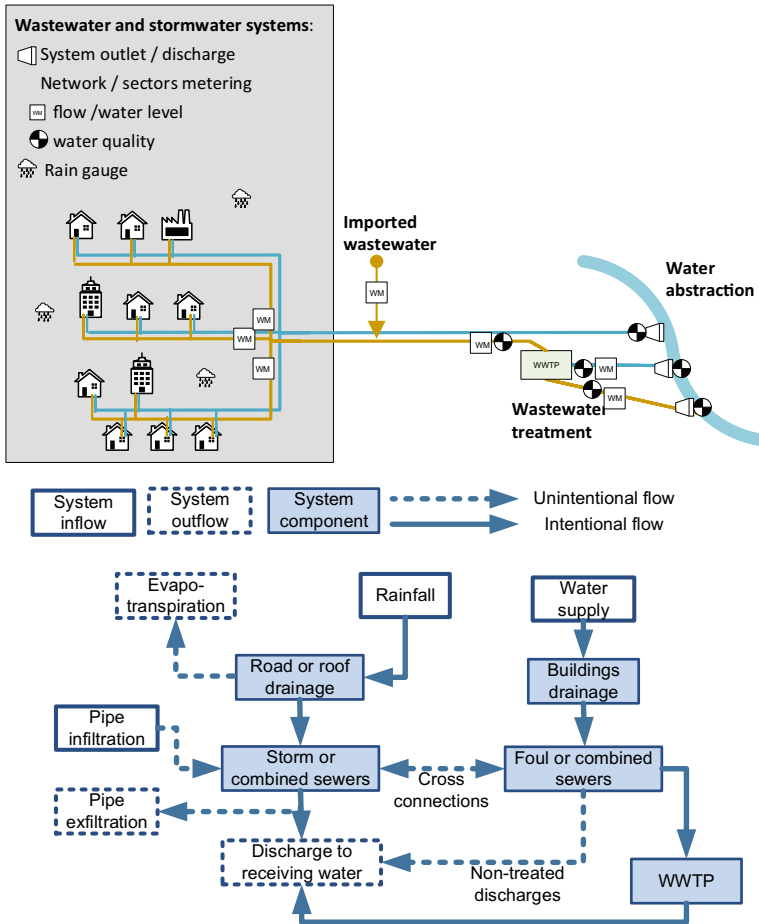 Wastewater and stormwater systems:
System outlet / discharge
Network / sectors metering
WM flow /water level
water quality
Rain gauge
Imported
wastewater
WM
Water
abstraction
WM
WM
WM
WM
WM
WWTP
WM
Wastewater
treatment
WM
System
inflow
System
outflow
System
component
Unintentional flow
Intentional flow
Evapo-
transpiration
Rainfall
Water
supply
Road or roof
drainage
Buildings
drainage
Pipe
infiltration
Storm or
combined sewers
Cross
connections
Foul or combined
sewers
Pipe
exfiltration
Discharge to
receiving water
Non-treated
discharges
WWTP